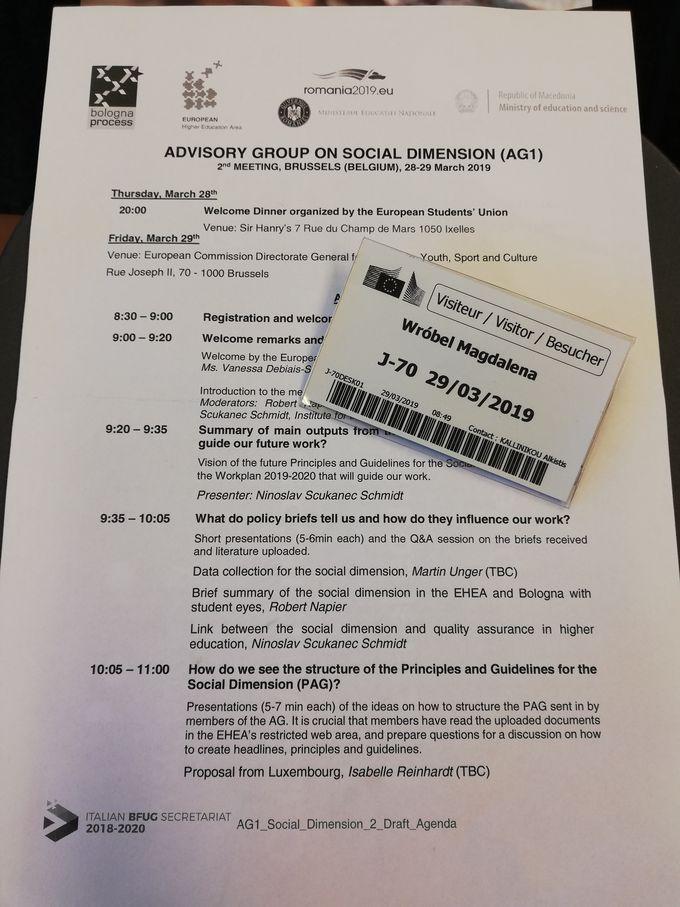 bologna
process
EUROPEAN
Higher Education Area
romania2019.eu
MINISTERUL EDUCAȚIEI NAȚIONALE
Republic of Macedonia
Ministry of education and science
ADVISORY GROUP ON SOCIAL DIMENSION (AG1)
2nd MEETING, BRUSSELS (BELGIUM), 28-29 March 2019
Thursday, March 28th
20:00 Welcome Dinner organized by the European Students' Union
Venue: Sir Hanry's 7 Rue du Champ de Mars 1050 Ixelles
Friday, March 29th
Venue: European Commission Directorate General f Youth, Sport and Culture
Rue Joseph II, 70 - 1000 Brussels
A
8:30 – 9:00 Registration and welcor
9:00 – 9:20 Welcome remarks and
Welcome by the Europe
Ms. Vanessa Debiais-S
Introduction to the me
Moderators: Robert
Scukanec Schmidt, Institute for
9:20 – 9:35 Summary of main outputs from
guide our future work?
Vision of the future Principles and Guidelines for the Socia
the Workplan 2019-2020 that will guide our work.
Presenter: Ninoslav Scukanec Schmidt
9:35 – 10:05 What do policy briefs tell us and how do they influence our work?
Short presentations (5-6min each) and the Q&A session on the briefs received
and literature uploaded.
Data collection for the social dimension, Martin Unger (TBC)
Brief summary of the social dimension in the EHEA and Bologna with
student eyes, Robert Napier
Link between the social dimension and quality assurance in higher
education, Ninoslav Scukanec Schmidt
10:05 – 11:00 How do we see the structure of the Principles and Guidelines for the
Social Dimension (PAG)?
Presentations (5-7 min each) of the ideas on how to structure the PAG sent in by
members of the AG. It is crucial that members have read the uploaded documents
in the EHEA's restricted web area, and prepare questions for a discussion on how
to create headlines, principles and guidelines.
Proposal from Luxembourg, Isabelle Reinhardt (TBC)
ITALIAN BFUG SECRETARIAT
2018-2020
AG1_Social_Dimension_2_Draft_Agenda
Visiteur / Visitor / Besucher
Wróbel Magdalena
J-70 29/03/2019
J-70DESK01 29/03/2019 08:49 Contact : KALLINIKOU Alkistis